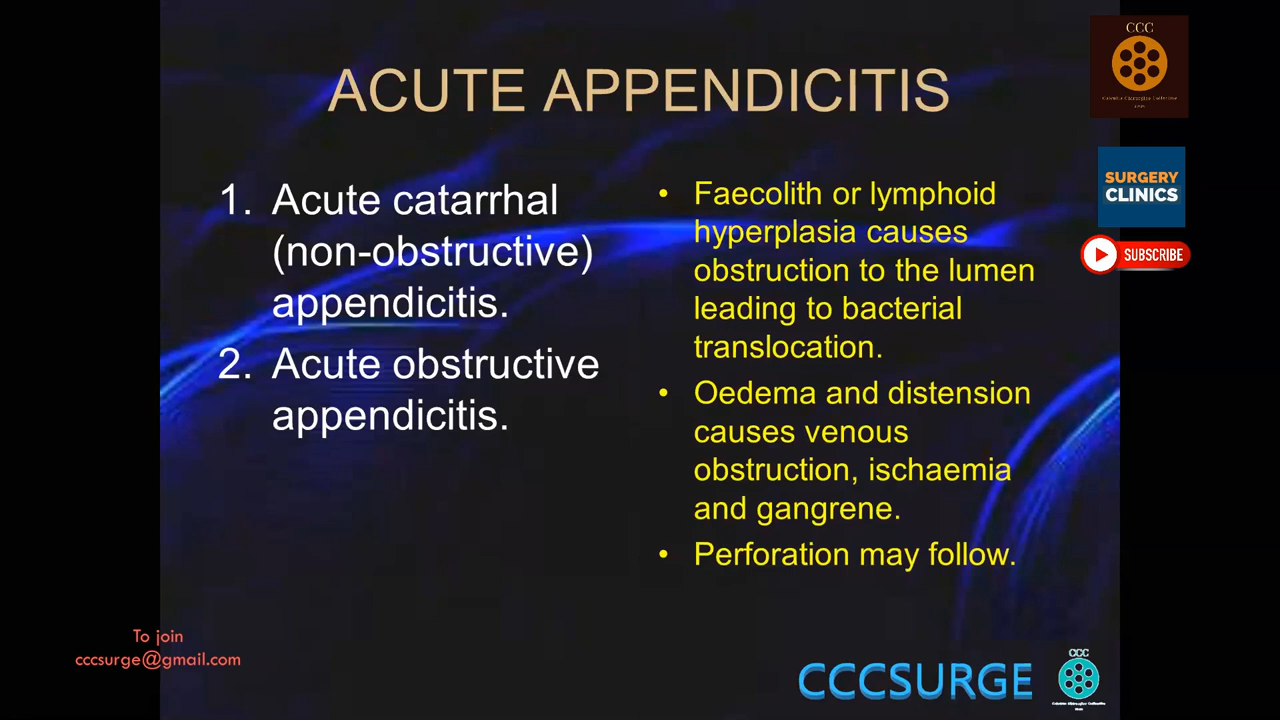 ACUTE APPENDICITIS
1. Acute catarrhal
(non-obstructive)
appendicitis.
2. Acute obstructive
appendicitis.
• Faecolith or lymphoid
hyperplasia causes
obstruction to the lumen
leading to bacterial
translocation.
• Oedema and distension
causes venous
obstruction, ischaemia
and gangrene.
• Perforation may follow.
CCC
SURGERY
CLINICS
SUBSCRIBE
To join
cccsurge@gmail.com
CCCSURGE
CCC